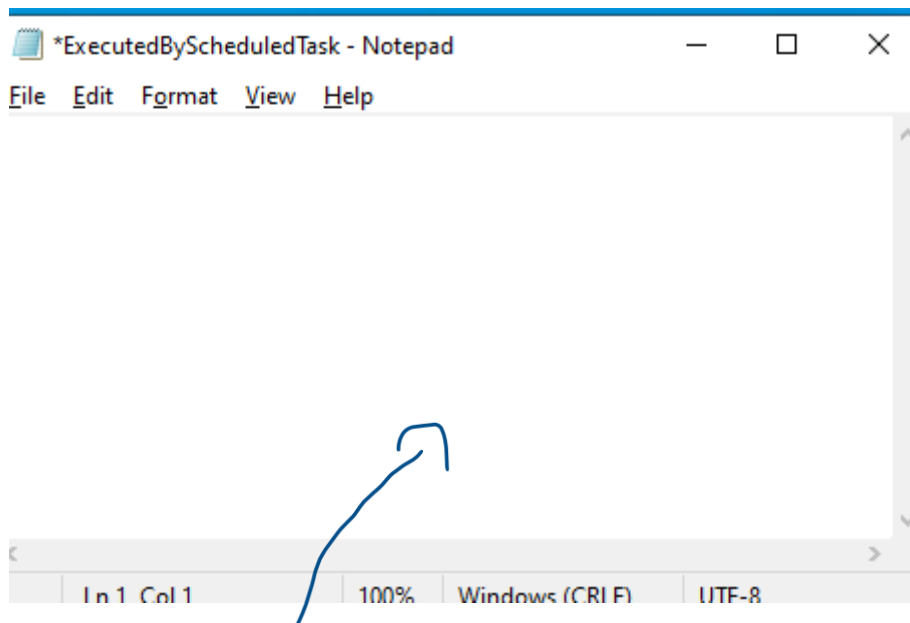 *ExecutedByScheduledTask - Notepad
File Edit Format View Help
Ln 1, Col 1 100% Windows (CRLF) UTF-8